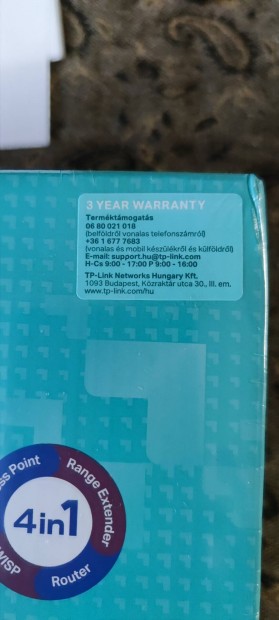 3 YEAR WARRANTY
Terméktámogatás
06 80 021 018
(belföldről vonalas telefonszámról)
+36 1 677 7683
(vonalas és mobil készülékről és külföldről)
E-mail: support.hu@tp-link.com
H-Cs 9:00 - 17:00 P 9:00 - 16:00
TP-Link Networks Hungary Kft.
1093 Budapest, Közraktár utca 30., III. em.
www.tp-link.com/hu
Point
Range Extender
4in1
WISP
Router